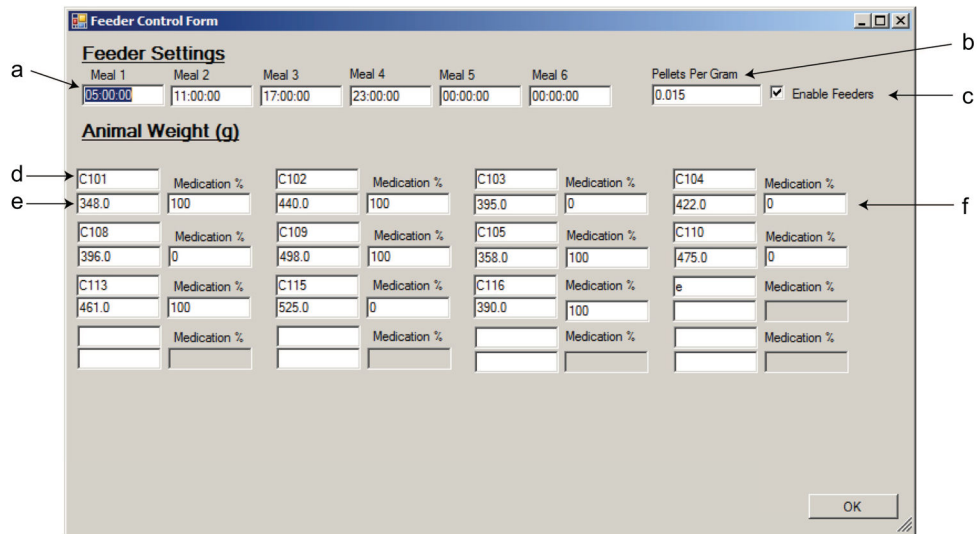 Feeder Control Form
Feeder Settings
Meal 1 Meal 2 Meal 3 Meal 4 Meal 5 Meal 6 Pellets Per Gram
05:00:00 11:00:00 17:00:00 23:00:00 00:00:00 00:00:00 0.015 Enable Feeders
Animal Weight (g)
C101 Medication % C102 Medication % C103 Medication % C104 Medication %
348.0 100 440.0 100 395.0 0 422.0 0
C108 Medication % C109 Medication % C105 Medication % C110 Medication %
396.0 0 498.0 100 358.0 100 475.0 0
C113 Medication % C115 Medication % C116 Medication % e Medication %
461.0 100 525.0 0 390.0 100
Medication % Medication % Medication % Medication %
OK
a
b
c
d
e
f